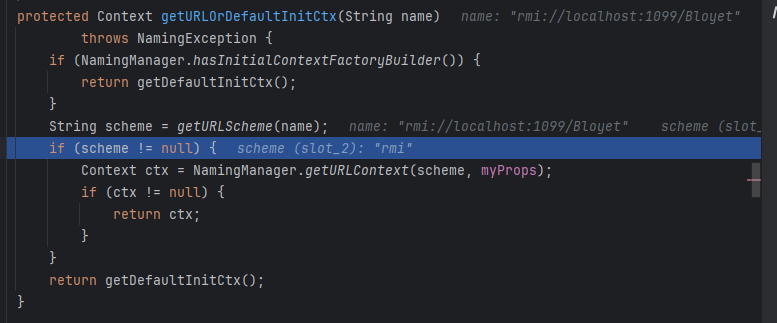 protected Context getURLOrDefaultInitCtx(String name)   name: "rmi://localhost:1099/Bloyet"
        throws NamingException {
    if (NamingManager.hasInitialContextFactoryBuilder()) {
        return getDefaultInitCtx();
    }
    String scheme = getURLScheme(name);   name: "rmi://localhost:1099/Bloyet"   scheme (slot_
    if (scheme != null) {   scheme (slot_2): "rmi"
        Context ctx = NamingManager.getURLContext(scheme, myProps);
        if (ctx != null) {
            return ctx;
        }
    }
    return getDefaultInitCtx();
}